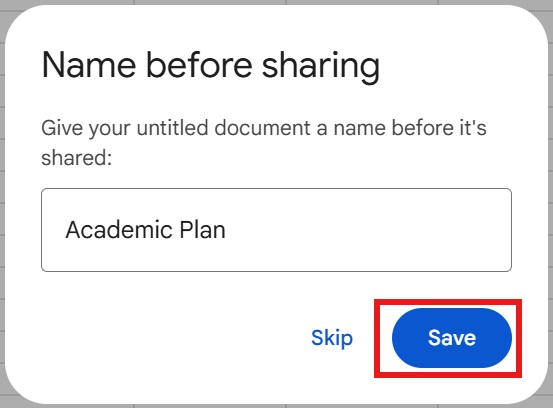 Name before sharing
Give your untitled document a name before it's
shared:
Academic Plan
Skip
Save